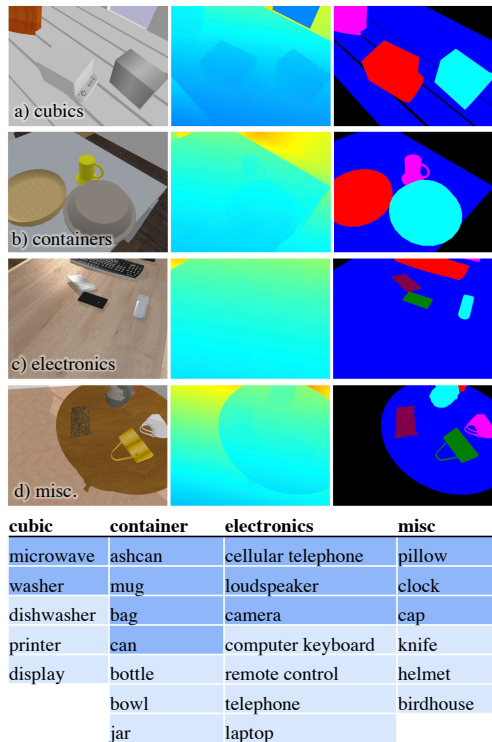 a) cubics
b) containers
c) electronics
d) misc.
cubic container electronics misc
microwave ashcan cellular telephone pillow
washer mug loudspeaker clock
dishwasher bag camera cap
printer can computer keyboard knife
display bottle remote control helmet
bowl telephone birdhouse
jar laptop